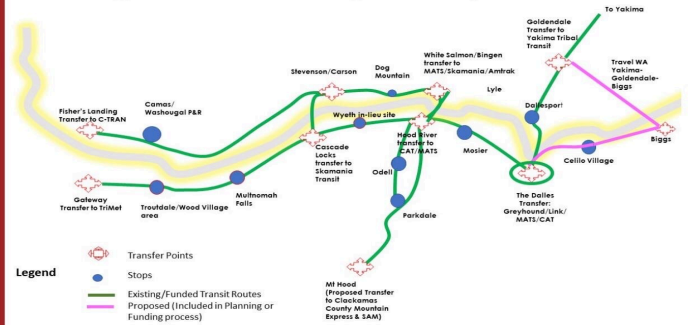 To Yakima
Goldendale
Transfer to
Yakima Tribal
Transit
White Salmon/Bingen
transfer to
MATS/Skamania/Amtrak
Dog
Mountain
Stevenson/Carson
Travel WA
Yakima-
Goldendale-
Biggs
Lyle
Camas/
Washougal P&R
Fisher's Landing
Transfer to C-TRAN
Wyeth in-lieu site
Dallesport
Hood River
transfer to
CAT/MATS
Cascade
Locks
transfer to
Skamania
Transit
Mosier
Celilo Village
Biggs
Odell
Multnomah
Falls
Gateway
Transfer to TriMet
Troutdale/Wood Village
area
The Dalles
Transfer:
Greyhound/Link/
MATS/CAT
Parkdale
Mt Hood
(Proposed Transfer
to Clackamas
County Mountain
Express & SAM)
Legend
Transfer Points
Stops
Existing/Funded Transit Routes
Proposed (Included in Planning or
Funding process)